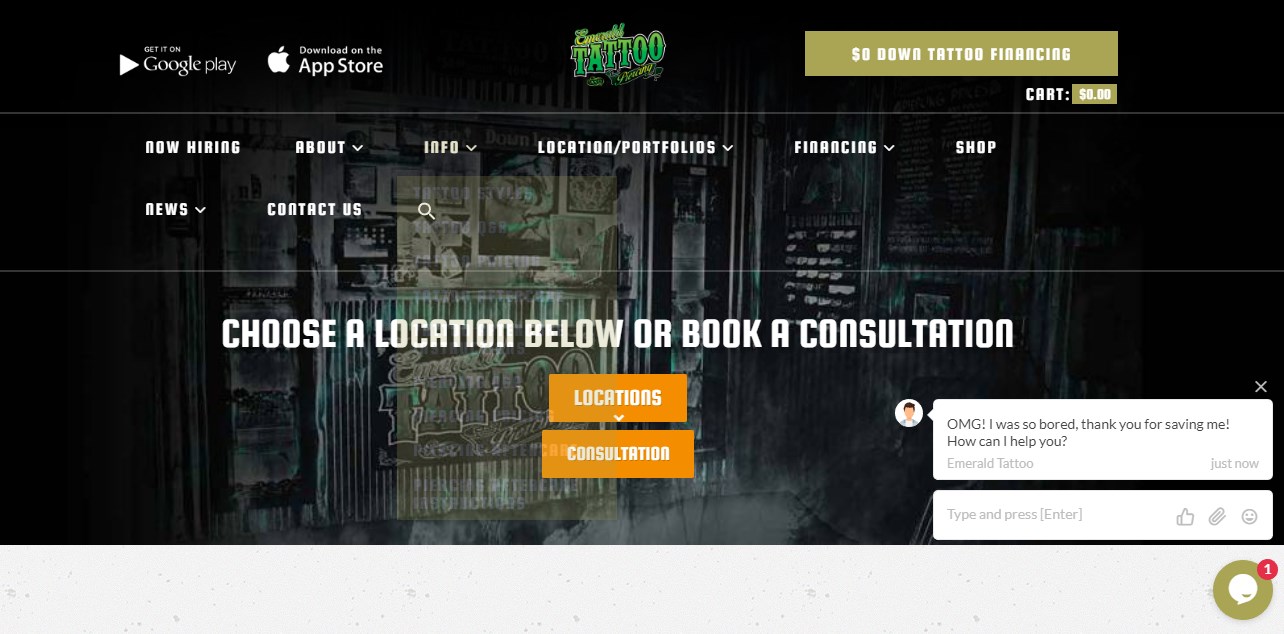 GET IT ON
Google play
Download on the
App Store
Emerald
TATTOO
Piercing
$0 DOWN TATTOO FINANCING
CART: $0.00
NOW HIRING
ABOUT
INFO
LOCATION/PORTFOLIOS
FINANCING
SHOP
NEWS
CONTACT US
TATTOO STYLES
CHOOSE A LOCATION BELOW OR BOOK A CONSULTATION
LOCATIONS
CONSULTATION
OMG! I was so bored, thank you for saving me!
How can I help you?
Emerald Tattoo
just now
Type and press [Enter]
1